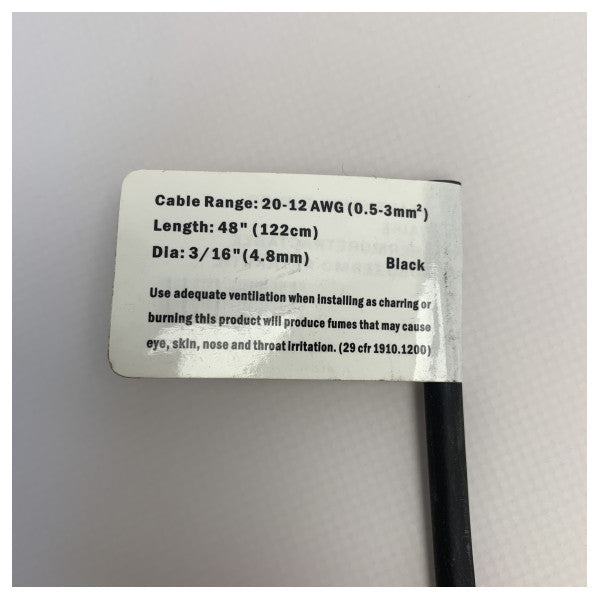 Cable Range: 20-12 AWG (0.5-3mm²)
Length: 48" (122cm)
Dia: 3/16" (4.8mm)
Black
Use adequate ventilation when installing as charring or
burning this product will produce fumes that may cause
eye, skin, nose and throat irritation. (29 cfr 1910.1200)